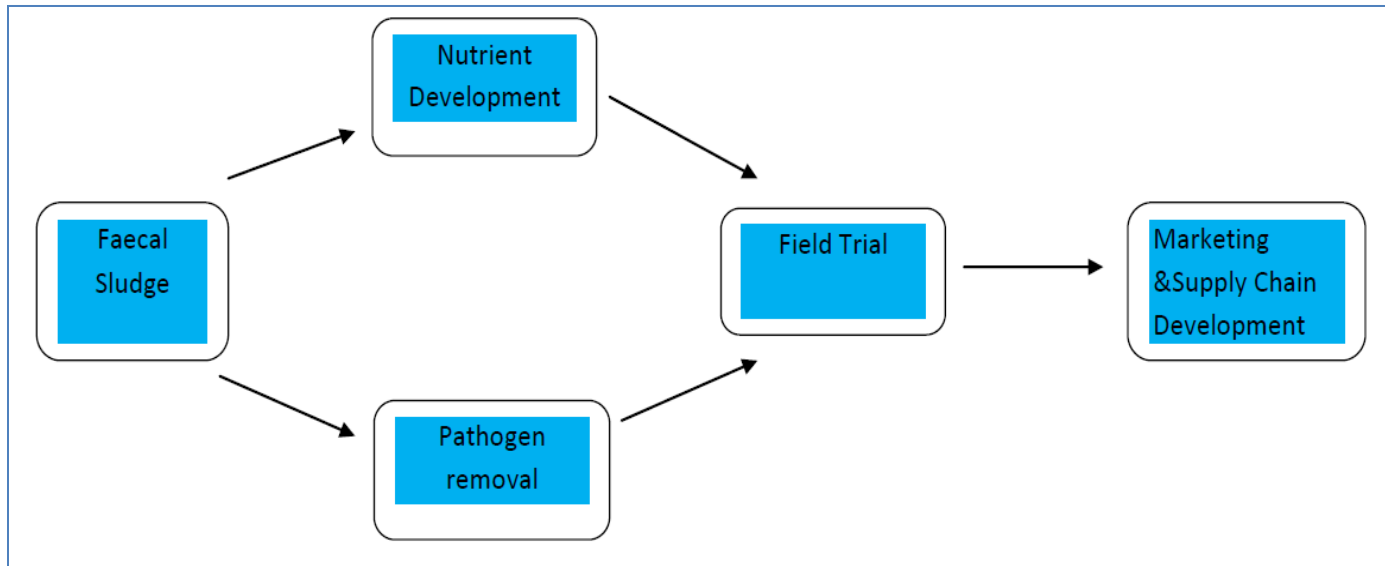 Nutrient
Development
Faecal
Sludge
Field Trial
Marketing
&Supply Chain
Development
Pathogen
removal